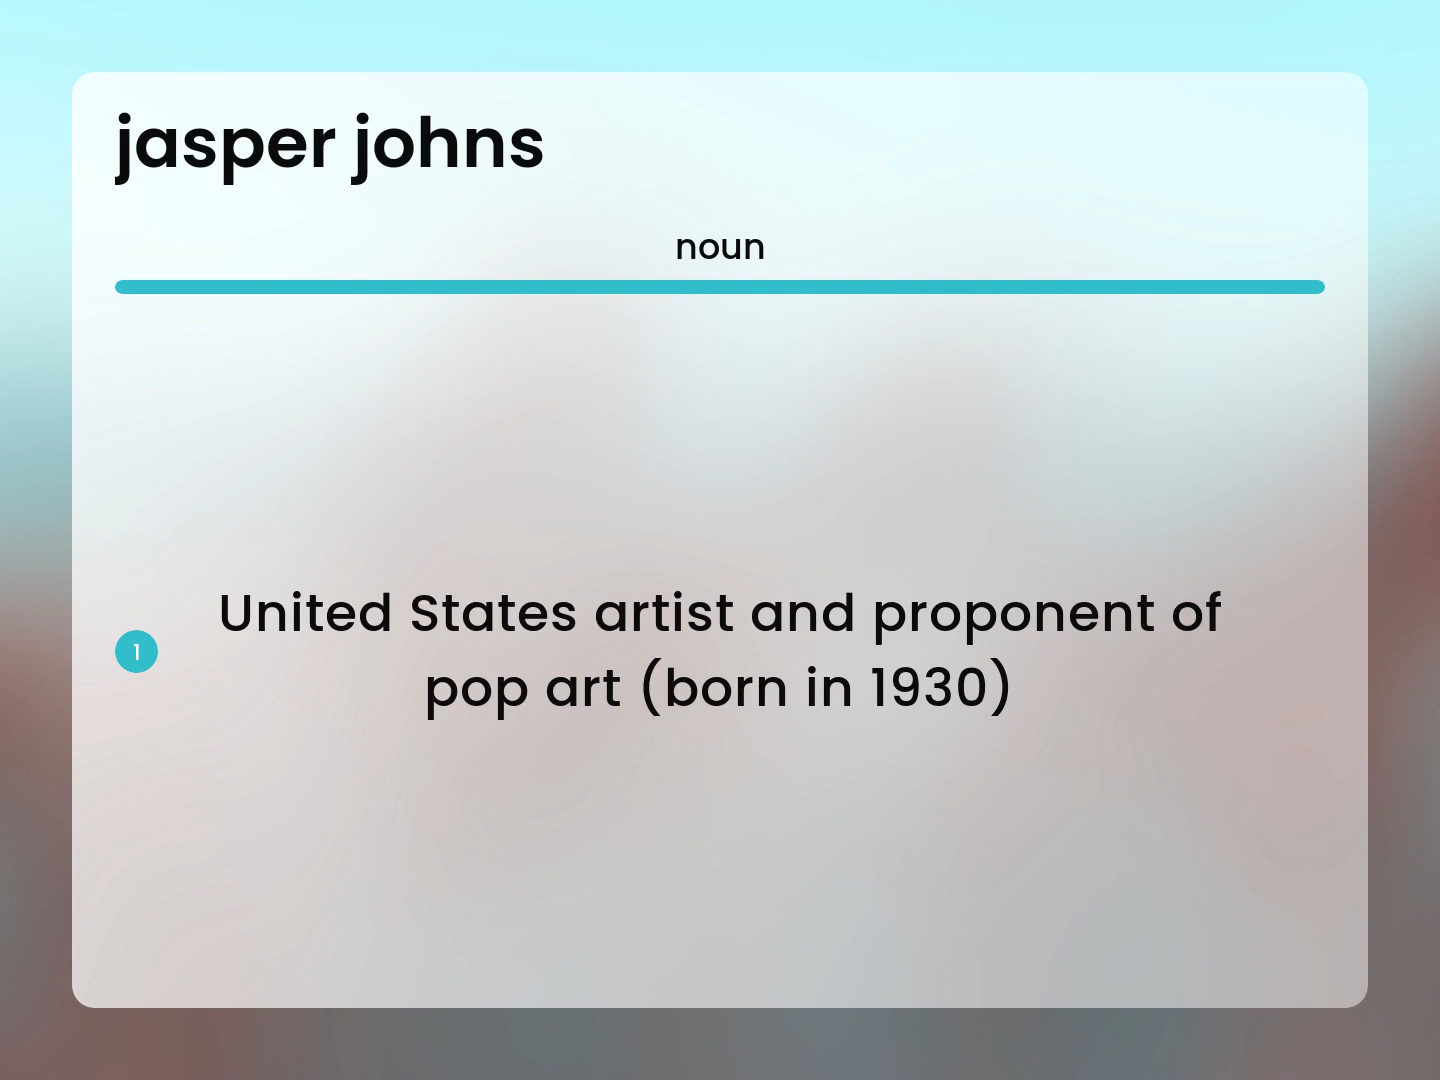 jasper johns
noun
1
United States artist and proponent of
pop art (born in 1930)